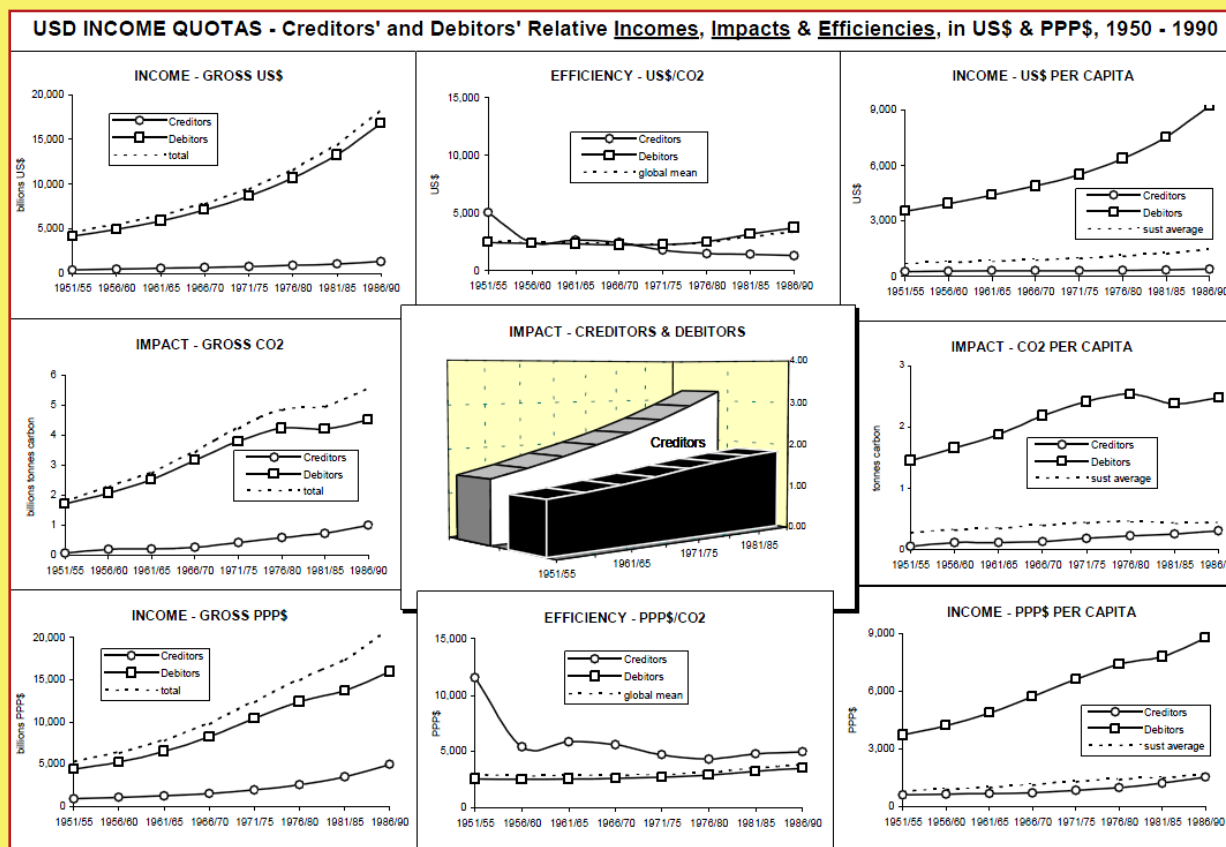 USD INCOME QUOTAS - Creditors' and Debitors' Relative Incomes, Impacts & Efficiencies, in US$ & PPP$, 1950 - 1990
INCOME - GROSS US$
20,000
15,000
10,000
5,000
0
billions US$
Creditors
Debitors
total
1951/55 1956/60 1961/65 1966/70 1971/75 1976/80 1981/85 1986/90
EFFICIENCY - US$/CO2
15,000
10,000
5,000
0
US$
Creditors
Debitors
global mean
1951/55 1956/60 1961/65 1966/70 1971/75 1976/80 1981/85 1986/90
INCOME - US$ PER CAPITA
9,000
6,000
3,000
0
US$
Creditors
Debitors
sust average
1951/55 1956/60 1961/65 1966/70 1971/75 1976/80 1981/85 1986/90
IMPACT - GROSS CO2
6
5
4
3
2
1
0
billions tonnes carbon
Creditors
Debitors
total
1951/55 1956/60 1961/65 1966/70 1971/75 1976/80 1981/85 1986/90
IMPACT - CREDITORS & DEBITORS
4.00
3.00
2.00
1.00
0.00
Creditors
1951/55
1961/65
1971/75
1981/85
IMPACT - CO2 PER CAPITA
3
2
1
0
tonnes carbon
Creditors
Debitors
sust average
1951/55 1956/60 1961/65 1966/70 1971/75 1976/80 1981/85 1986/
INCOME - GROSS PPP$
20,000
15,000
10,000
5,000
0
billions PPP$
Creditors
Debitors
total
1951/55 1956/60 1961/65 1966/70 1971/75 1976/80 1981/85 1986/90
EFFICIENCY - PPP$/CO2
15,000
10,000
5,000
0
PPP$
Creditors
Debitors
global mean
1951/55 1956/60 1961/65 1966/70 1971/75 1976/80 1981/85 1986/90
INCOME - PPP$ PER CAPITA
9,000
6,000
3,000
0
PPP$
Creditors
Debitors
sust average
1951/55 1956/60 1961/65 1966/70 1971/75 1976/80 1981/85 1986/90